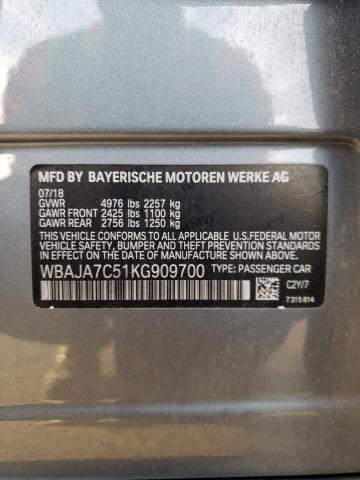 MFD BY BAYERISCHE MOTOREN WERKE AG
07/18
GVWR 4976 lbs 2257 kg
GAWR FRONT 2425 lbs 1100 kg
GAWR REAR 2756 lbs 1250 kg
THIS VEHICLE CONFORMS TO ALL APPLICABLE U.S.FEDERAL MOTOR
VEHICLE SAFETY, BUMPER, AND THEFT PREVENTION STANDARDS IN
EFFECT ON THE DATE OF MANUFACTURE SHOWN ABOVE.
WBAJA7C51KG909700 TYPE: PASSENGER CAR
C2Y/7
7 315 814